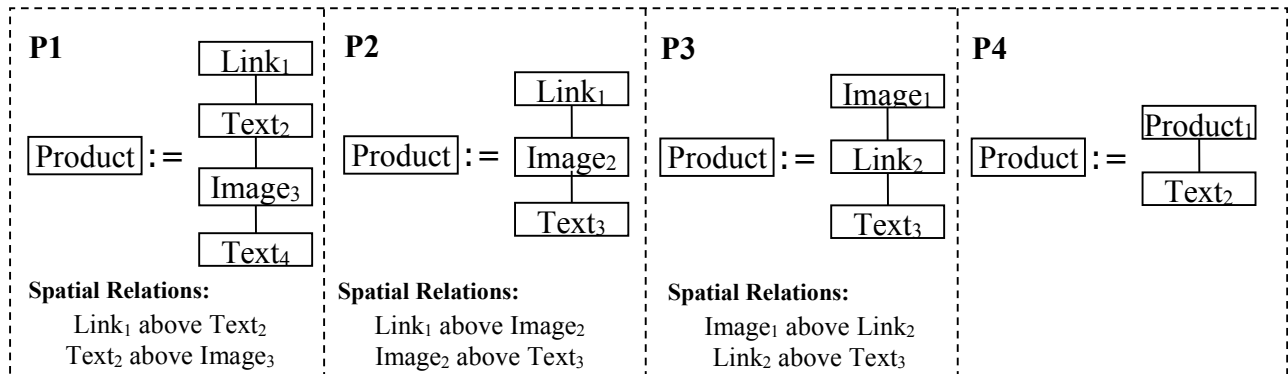 P1
Product :=
Link1
Text2
Image3
Text4
Spatial Relations:
Link1 above Text2
Text2 above Image3
P2
Product :=
Link1
Image2
Text3
Spatial Relations:
Link1 above Image2
Image2 above Text3
P3
Product :=
Image1
Link2
Text3
Spatial Relations:
Image1 above Link2
Link2 above Text3
P4
Product :=
Product1
Text2